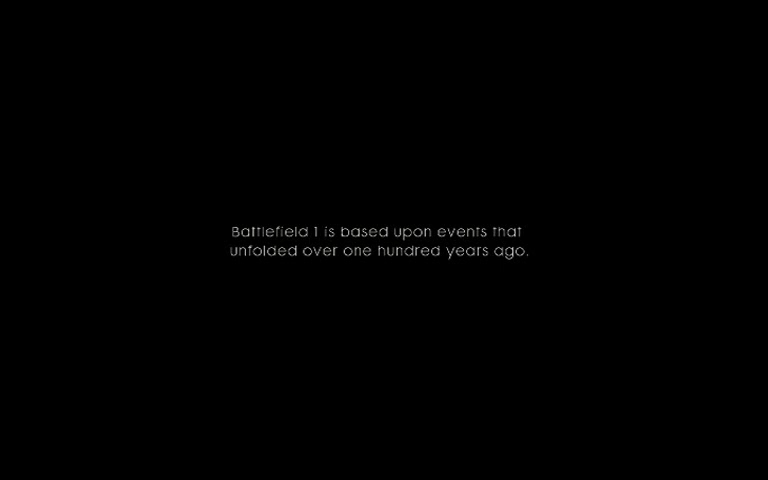 Battlefield 1 is based upon events that
unfolded over one hundred years ago.